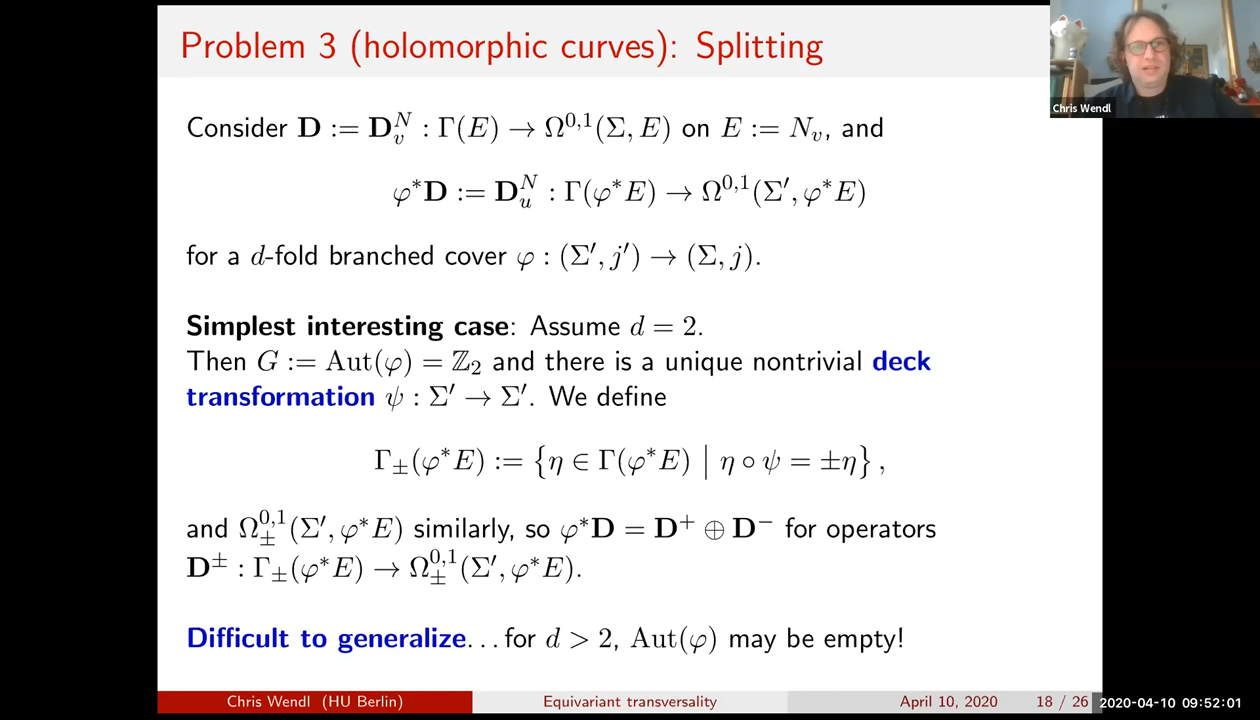 Problem 3 (holomorphic curves): Splitting
Chris Wendl
Consider D := D_v^N : Γ(E) → Ω^{0,1}(Σ, E) on E := N_v, and
φ*D := D_u^N : Γ(φ*E) → Ω^{0,1}(Σ′, φ*E)
for a d-fold branched cover φ : (Σ′, j′) → (Σ, j).
Simplest interesting case: Assume d = 2.
Then G := Aut(φ) = ℤ₂ and there is a unique nontrivial deck
transformation ψ : Σ′ → Σ′. We define
Γ_±(φ*E) := {η ∈ Γ(φ*E) | η ∘ ψ = ±η},
and Ω_±^{0,1}(Σ′, φ*E) similarly, so φ*D = D⁺ ⊕ D⁻ for operators
D^± : Γ_±(φ*E) → Ω_±^{0,1}(Σ′, φ*E).
Difficult to generalize... for d > 2, Aut(φ) may be empty!
Chris Wendl (HU Berlin) Equivariant transversality April 10, 2020 18 / 26 2020-04-10 09:52:01